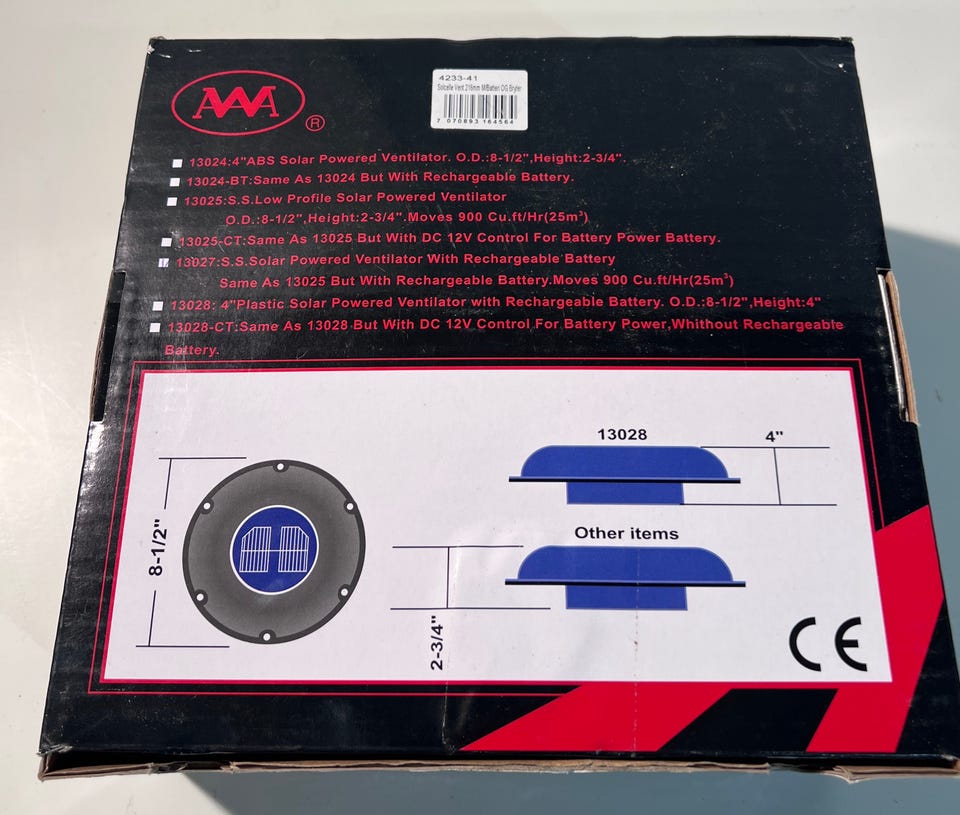 AAA
®
4233-41
Solcelle Vent 216mm M/Batteri OG Bryter
7 070893 164564
13024:4"ABS Solar Powered Ventilator. O.D.:8-1/2",Height:2-3/4".
13024-BT:Same As 13024 But With Rechargeable Battery.
13025:S.S.Low Profile Solar Powered Ventilator
O.D.:8-1/2",Height:2-3/4".Moves 900 Cu.ft/Hr(25m³)
13025-CT:Same As 13025 But With DC 12V Control For Battery Power Battery.
13027:S.S.Solar Powered Ventilator With Rechargeable Battery
Same As 13025 But With Rechargeable Battery.Moves 900 Cu.ft/Hr(25m³)
13028: 4"Plastic Solar Powered Ventilator with Rechargeable Battery. O.D.:8-1/2",Height:4"
13028-CT:Same As 13028 But With DC 12V Control For Battery Power,Whithout Rechargeable
Battery.
13028
4"
8-1/2"
Other items
2-3/4"
CE